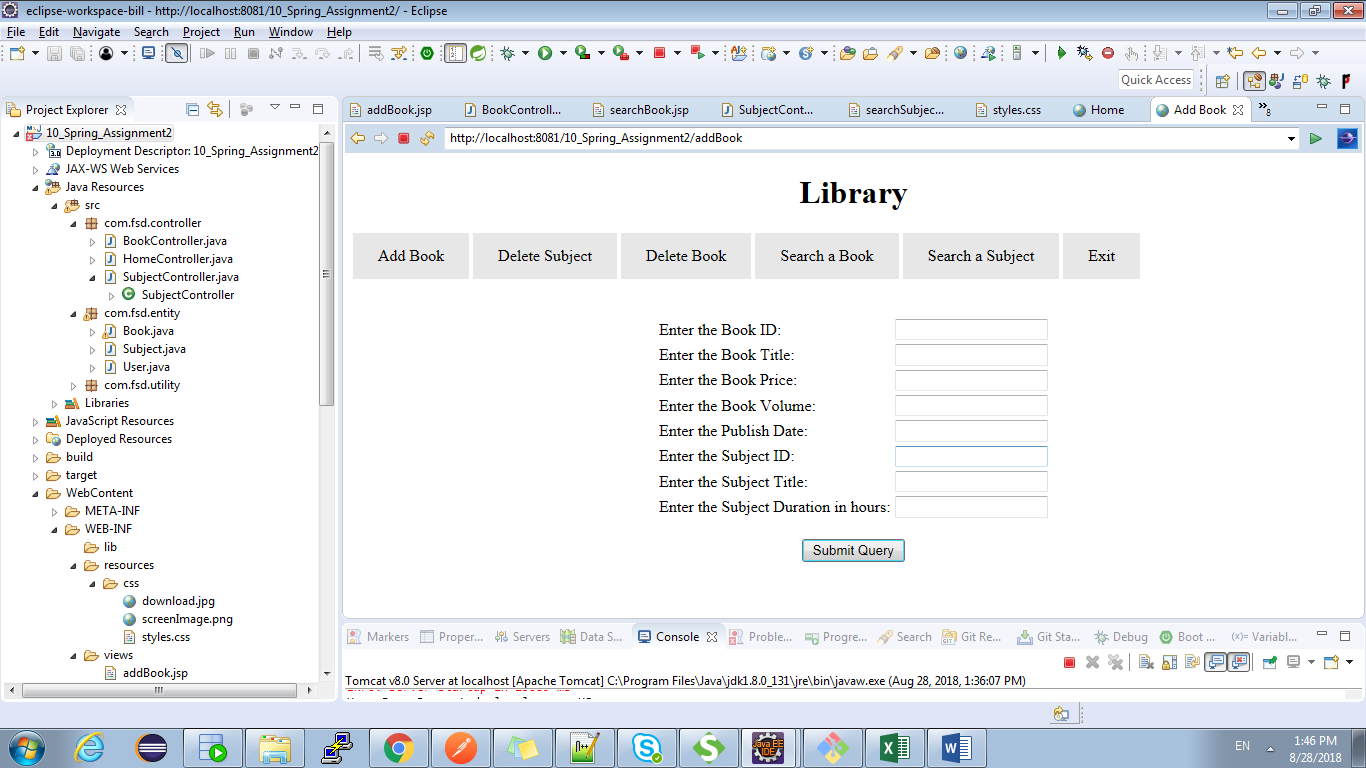 eclipse-workspace-bill - http://localhost:8081/10_Spring_Assignment2/ - Eclipse
File Edit Navigate Search Project Run Window Help
Quick Access
Project Explorer
10_Spring_Assignment2
Deployment Descriptor: 10_Spring_Assignment2
JAX-WS Web Services
Java Resources
src
com.fsd.controller
BookController.java
HomeController.java
SubjectController.java
SubjectController
com.fsd.entity
Book.java
Subject.java
User.java
com.fsd.utility
Libraries
JavaScript Resources
Deployed Resources
build
target
WebContent
META-INF
WEB-INF
lib
resources
css
download.jpg
screenImage.png
styles.css
views
addBook.jsp
addBook.jsp BookControll... searchBook.jsp SubjectCont... searchSubjec... styles.css Home Add Book »8
http://localhost:8081/10_Spring_Assignment2/addBook
Library
Add Book Delete Subject Delete Book Search a Book Search a Subject Exit
Enter the Book ID:
Enter the Book Title:
Enter the Book Price:
Enter the Book Volume:
Enter the Publish Date:
Enter the Subject ID:
Enter the Subject Title:
Enter the Subject Duration in hours:
Submit Query
Markers Proper... Servers Data S... Console Proble... Progre... Search Git Re... Git Sta... Debug Boot ... (x)= Variabl...
Tomcat v8.0 Server at localhost [Apache Tomcat] C:\Program Files\Java\jdk1.8.0_131\jre\bin\javaw.exe (Aug 28, 2018, 1:36:07 PM)
EN 1:46 PM
8/28/2018